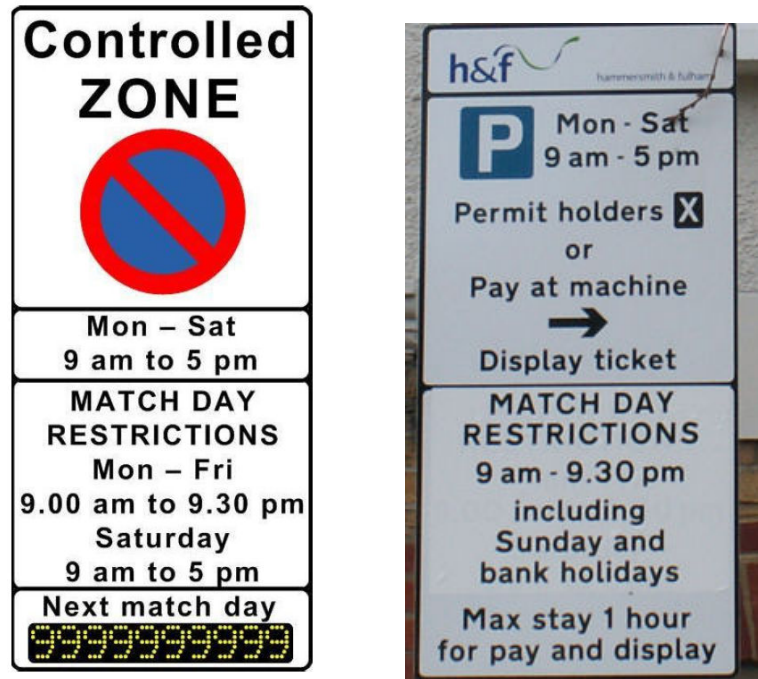 Controlled
ZONE
Mon – Sat
9 am to 5 pm
MATCH DAY
RESTRICTIONS
Mon – Fri
9.00 am to 9.30 pm
Saturday
9 am to 5 pm
Next match day
9999999999
h&f
hammersmith & fulham
P
Mon - Sat
9 am - 5 pm
Permit holders X
or
Pay at machine
Display ticket
MATCH DAY
RESTRICTIONS
9 am - 9.30 pm
including
Sunday and
bank holidays
Max stay 1 hour
for pay and display